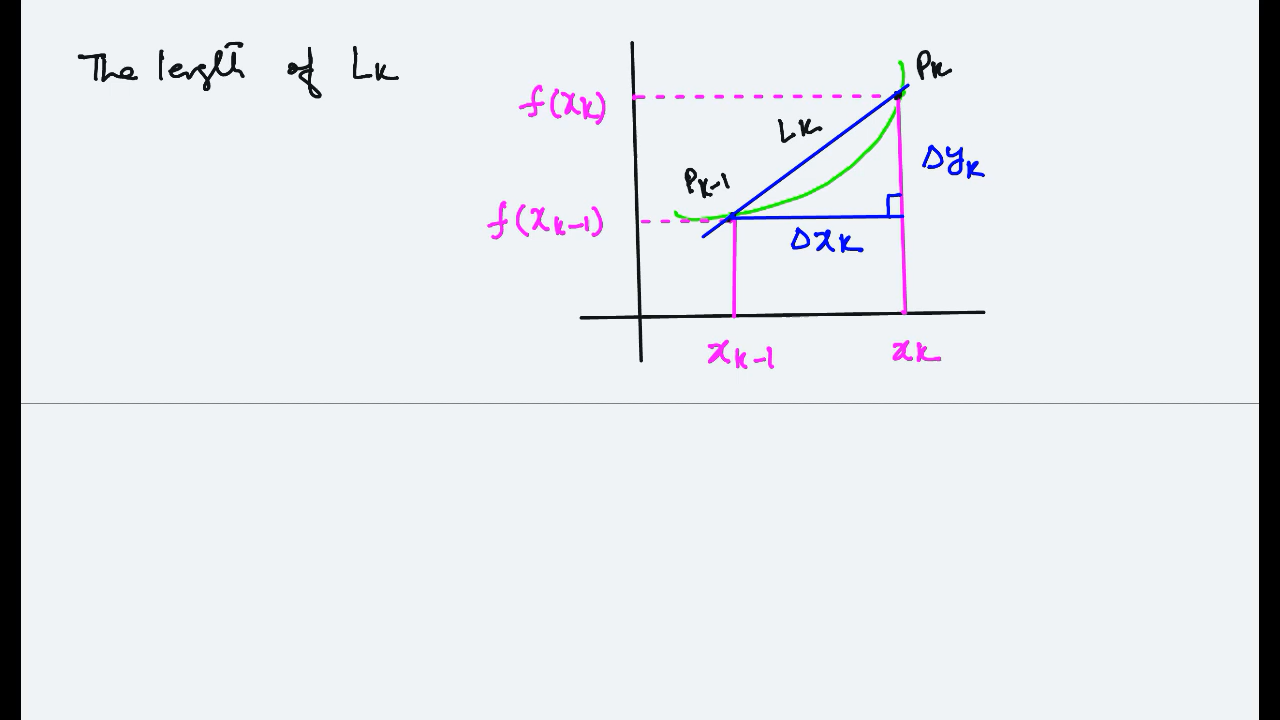 The length of Lk
Pk
f(xk)
Lk
Δyk
Pk-1
f(xk-1)
Δxk
xk-1
xk